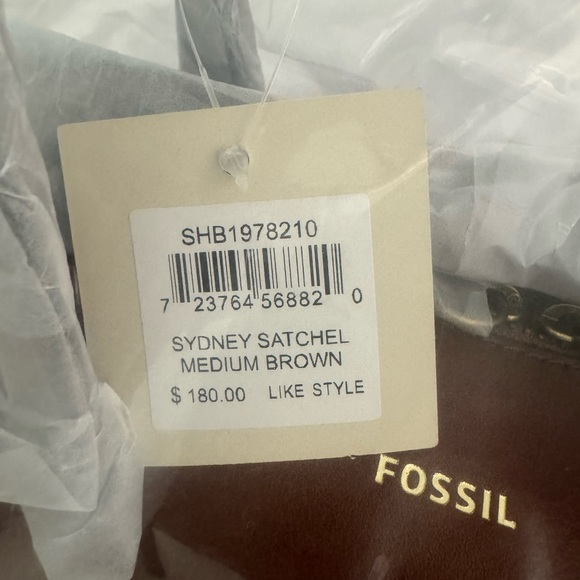 SHB1978210
7 23764 56882 0
SYDNEY SATCHEL
MEDIUM BROWN
$ 180.00 LIKE STYLE
FOSSIL